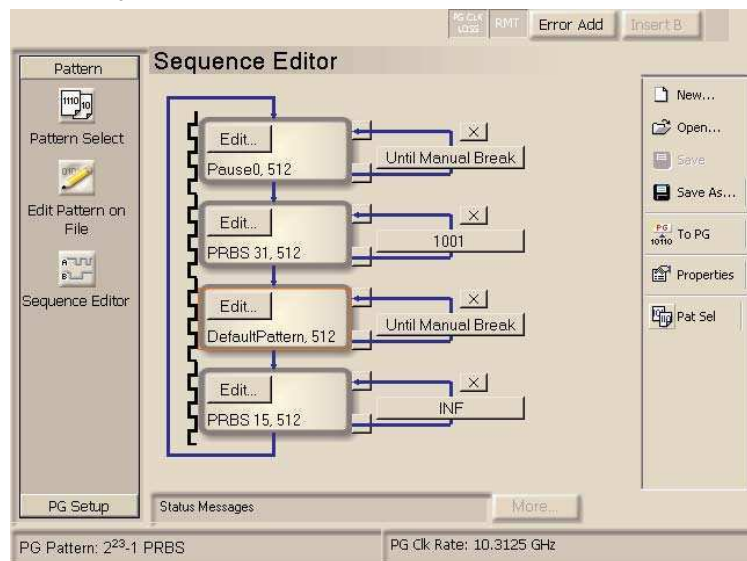 PG CLK
LOSS
RMT
Error Add
Insert B
Pattern
Sequence Editor
1110
10
Pattern Select
Edit Pattern on
File
A
B
Sequence Editor
PG Setup
Edit...
Pause0, 512
X
Until Manual Break
Edit...
PRBS 31, 512
X
1001
Edit...
DefaultPattern, 512
X
Until Manual Break
Edit...
PRBS 15, 512
X
INF
New...
Open...
Save
Save As...
PG
To PG
Properties
Pat Sel
Status Messages
More...
PG Pattern: 2²³-1 PRBS
PG Clk Rate: 10.3125 GHz